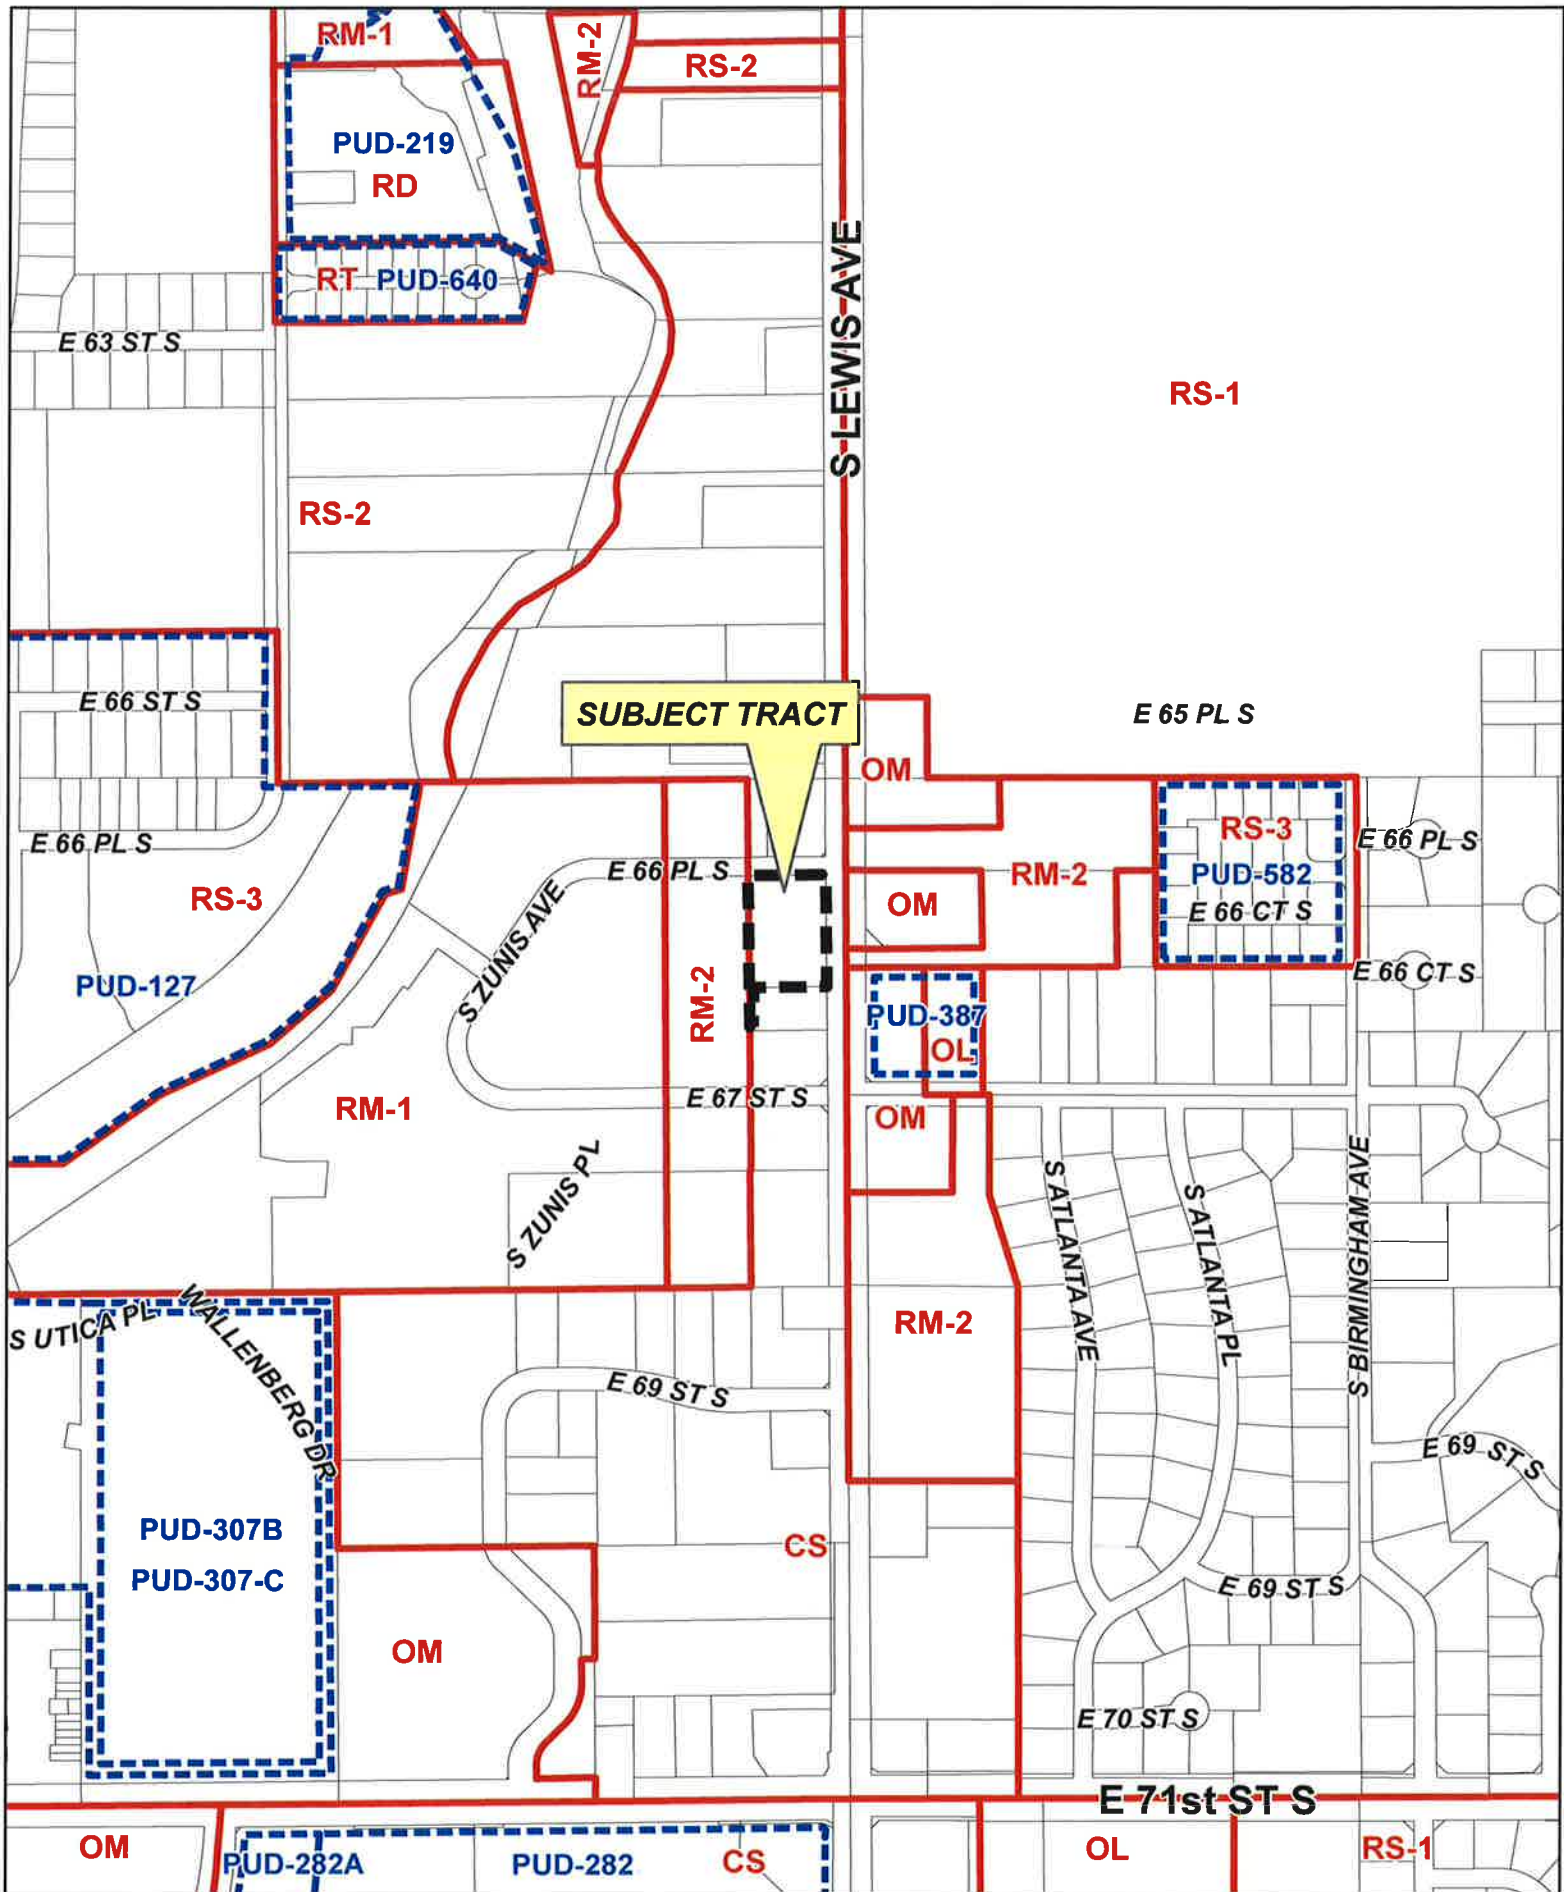 RM-1
RM-2
RS-2
PUD-219
RD
RT PUD-640
E 63 ST S
S LEWIS AVE
RS-1
RS-2
E 66 ST S
SUBJECT TRACT
E 65 PL S
OM
E 66 PL S
RS-3
PUD-127
E 66 PL S
S ZUNIS AVE
RM-2
OM
RM-2
RS-3
PUD-582
E 66 CT S
E 66 PL S
E 66 CT S
PUD-387
OL
RM-1
E 67 ST S
OM
S ZUNIS PL
S ATLANTA AVE
S ATLANTA PL
S BIRMINGHAM AVE
S UTICA PL
WALLENBERG DR
RM-2
E 69 ST S
E 69 ST S
PUD-307B
PUD-307-C
CS
E 69 ST S
OM
E 70 ST S
E 71st ST S
OM
PUD-282A
PUD-282
CS
OL
RS-1